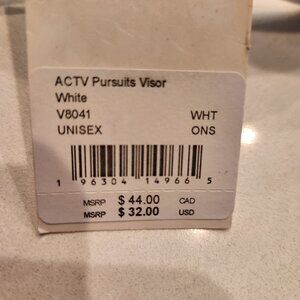 ACTV Pursuits Visor
White
V8041 WHT
UNISEX ONS
1 96304 14966 5
MSRP $ 44.00 CAD
MSRP $ 32.00 USD